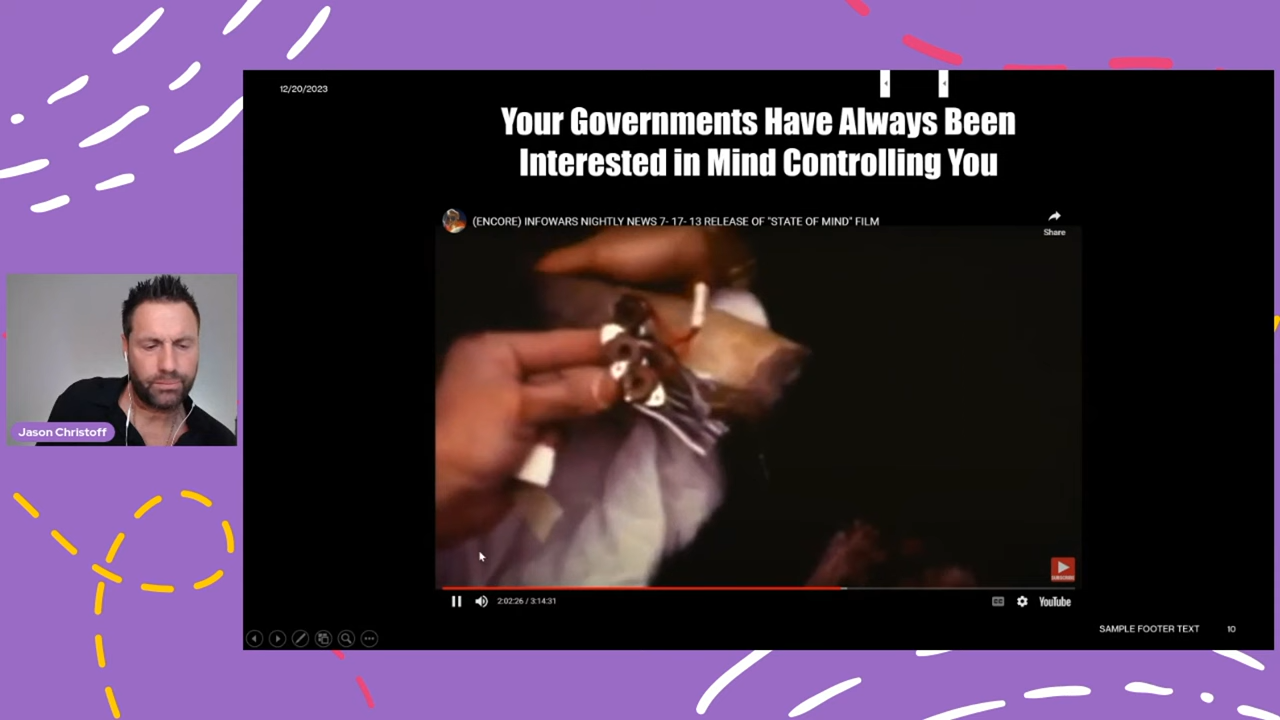 12/20/2023
Your Governments Have Always Been
Interested in Mind Controlling You
(ENCORE) INFOWARS NIGHTLY NEWS 7- 17- 13 RELEASE OF "STATE OF MIND" FILM
Share
Jason Christoff
SUBSCRIBE
2:02:26 / 3:14:31
CC
YouTube
SAMPLE FOOTER TEXT
10